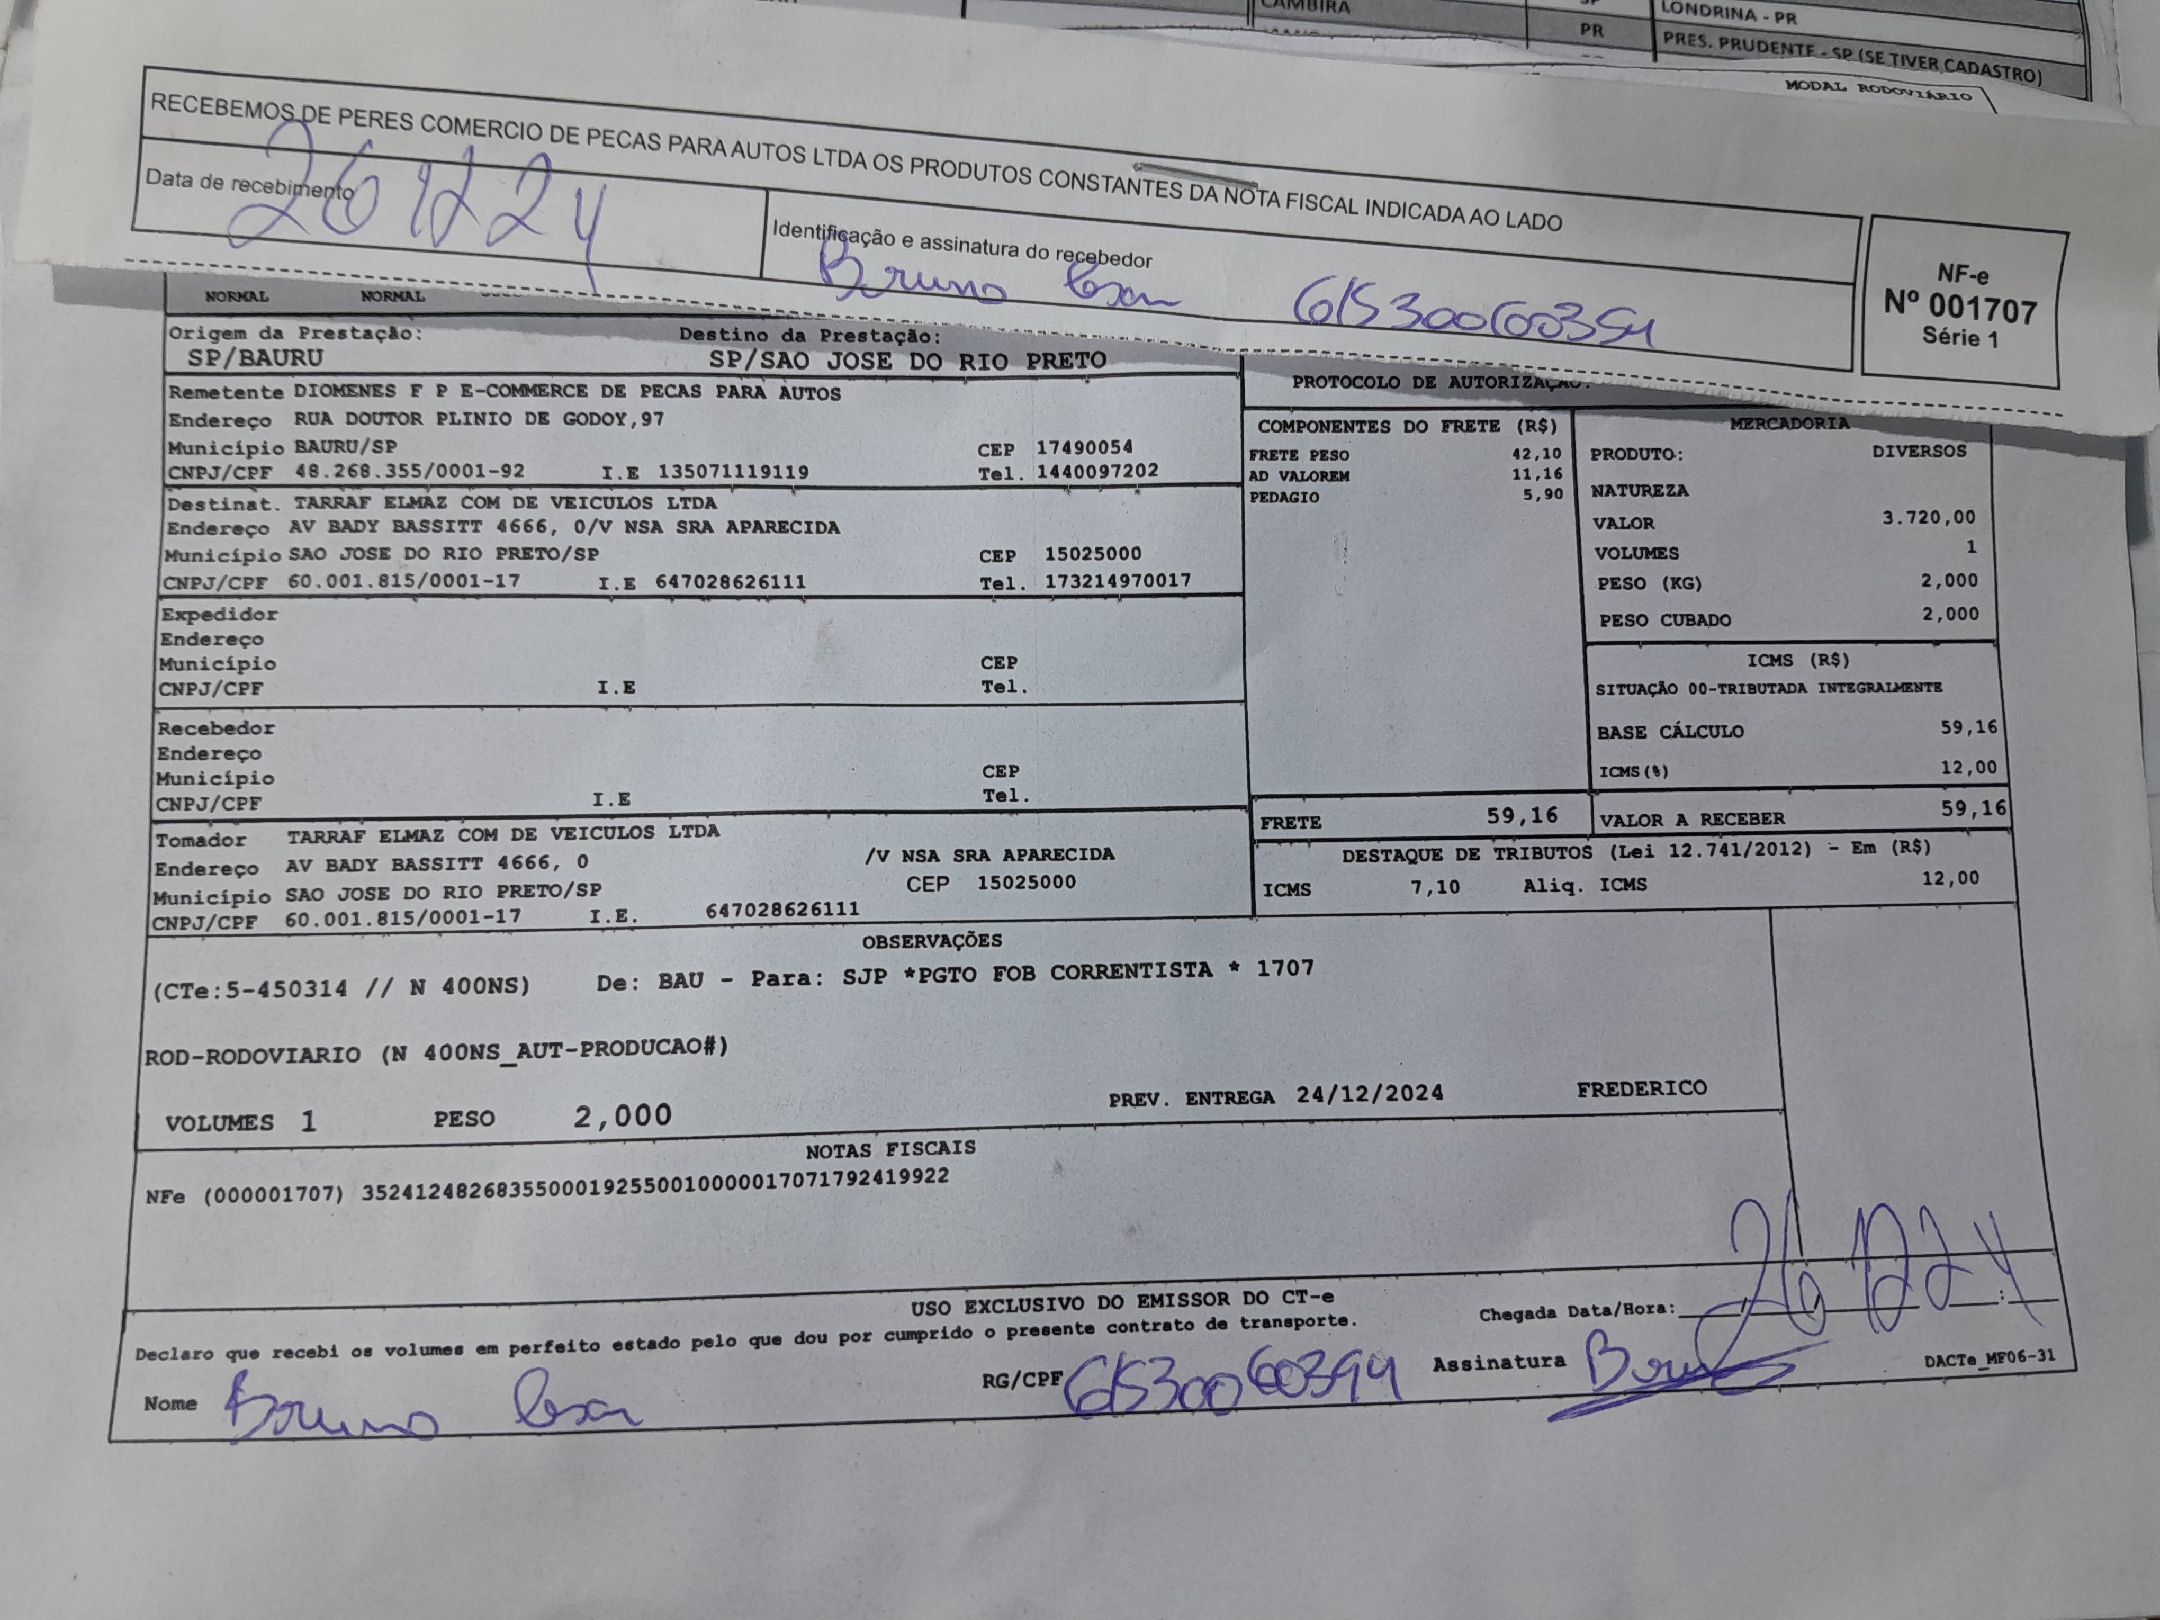 CAMBIRA
LONDRINA - PR
PR
PRES. PRUDENTE - SP (SE TIVER CADASTRO)
MODAL RODOVIÁRIO
RECEBEMOS DE PERES COMERCIO DE PECAS PARA AUTOS LTDA OS PRODUTOS CONSTANTES DA NOTA FISCAL INDICADA AO LADO
Data de recebimento
26 12 24
Identificação e assinatura do recebedor
Bruno Cesar
NF-e
Nº 001707
Série 1
NORMAL NORMAL
Origem da Prestação: Destino da Prestação:
SP/BAURU SP/SAO JOSE DO RIO PRETO
Remetente DIOMENES F P E-COMMERCE DE PECAS PARA AUTOS
Endereço RUA DOUTOR PLINIO DE GODOY,97
Município BAURU/SP CEP 17490054
CNPJ/CPF 48.268.355/0001-92 I.E 135071119119 Tel. 1440097202
Destinat. TARRAF ELMAZ COM DE VEICULOS LTDA
Endereço AV BADY BASSITT 4666, 0/V NSA SRA APARECIDA
Município SAO JOSE DO RIO PRETO/SP CEP 15025000
CNPJ/CPF 60.001.815/0001-17 I.E 647028626111 Tel. 173214970017
Expedidor
Endereço
Município CEP
CNPJ/CPF I.E Tel.
Recebedor
Endereço
Município CEP
CNPJ/CPF I.E Tel.
Tomador TARRAF ELMAZ COM DE VEICULOS LTDA
Endereço AV BADY BASSITT 4666, 0 /V NSA SRA APARECIDA
Município SAO JOSE DO RIO PRETO/SP CEP 15025000
CNPJ/CPF 60.001.815/0001-17 I.E. 647028626111
PROTOCOLO DE AUTORIZAÇÃO:
COMPONENTES DO FRETE (R$)
FRETE PESO 42,10
AD VALOREM 11,16
PEDAGIO 5,90
MERCADORIA
PRODUTO: DIVERSOS
NATUREZA
VALOR 3.720,00
VOLUMES 1
PESO (KG) 2,000
PESO CUBADO 2,000
ICMS (R$)
SITUAÇÃO 00-TRIBUTADA INTEGRALMENTE
BASE CÁLCULO 59,16
ICMS(%) 12,00
FRETE 59,16 VALOR A RECEBER 59,16
DESTAQUE DE TRIBUTOS (Lei 12.741/2012) - Em (R$)
ICMS 7,10 Aliq. ICMS 12,00
OBSERVAÇÕES
(CTe:5-450314 // N 400NS) De: BAU - Para: SJP *PGTO FOB CORRENTISTA * 1707
ROD-RODOVIARIO (N 400NS_AUT-PRODUCAO#)
VOLUMES 1 PESO 2,000 PREV. ENTREGA 24/12/2024 FREDERICO
NOTAS FISCAIS
NFe (000001707) 35241248268355000192550010000017071792419922
USO EXCLUSIVO DO EMISSOR DO CT-e
Declaro que recebi os volumes em perfeito estado pelo que dou por cumprido o presente contrato de transporte.
Chegada Data/Hora: 26 12 24
Nome Bruno Cesar RG/CPF 61530060394 Assinatura Bruno
DACTe_MF06-31